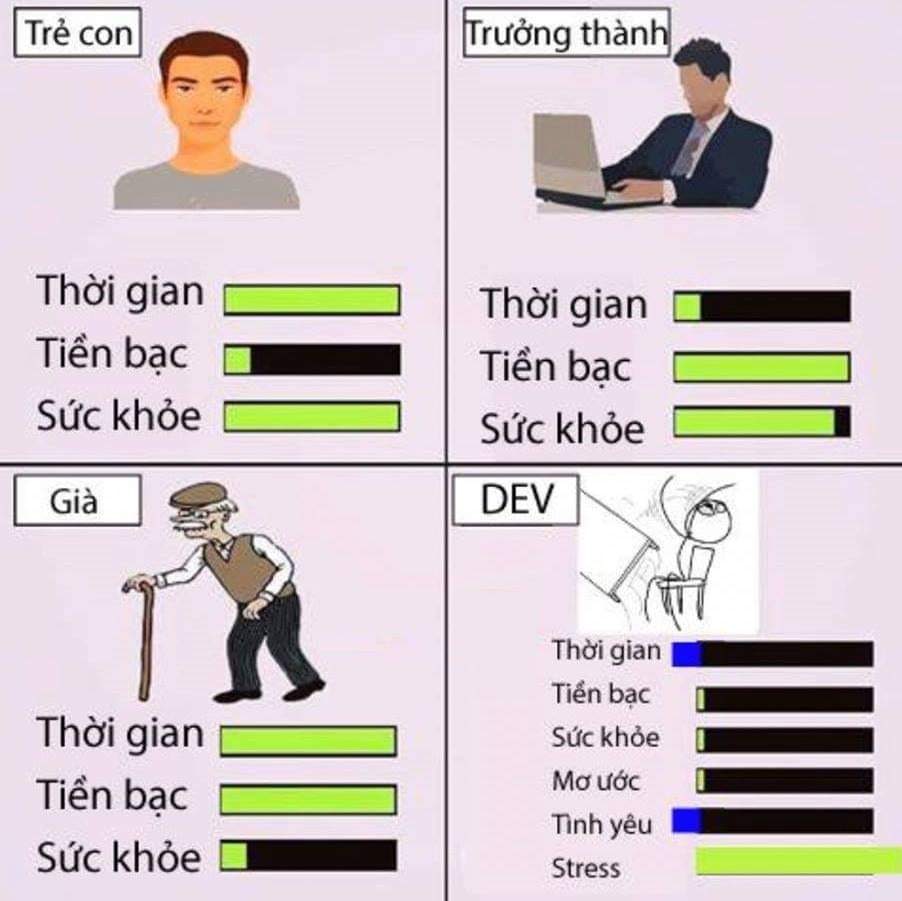 Trẻ con
Thời gian
Tiền bạc
Sức khỏe
Trưởng thành
Thời gian
Tiền bạc
Sức khỏe
Già
Thời gian
Tiền bạc
Sức khỏe
DEV
Thời gian
Tiền bạc
Sức khỏe
Mơ ước
Tình yêu
Stress